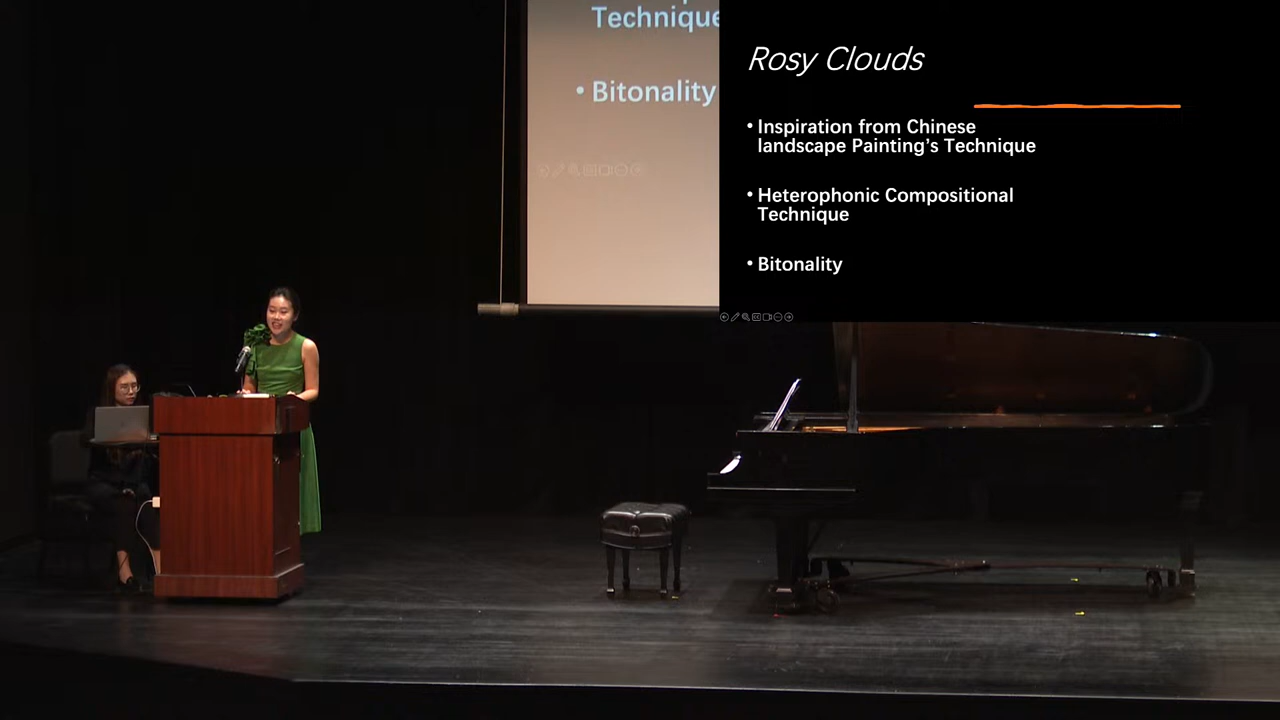 Technique
• Bitonality
Rosy Clouds
• Inspiration from Chinese
landscape Painting’s Technique
• Heterophonic Compositional
Technique
• Bitonality